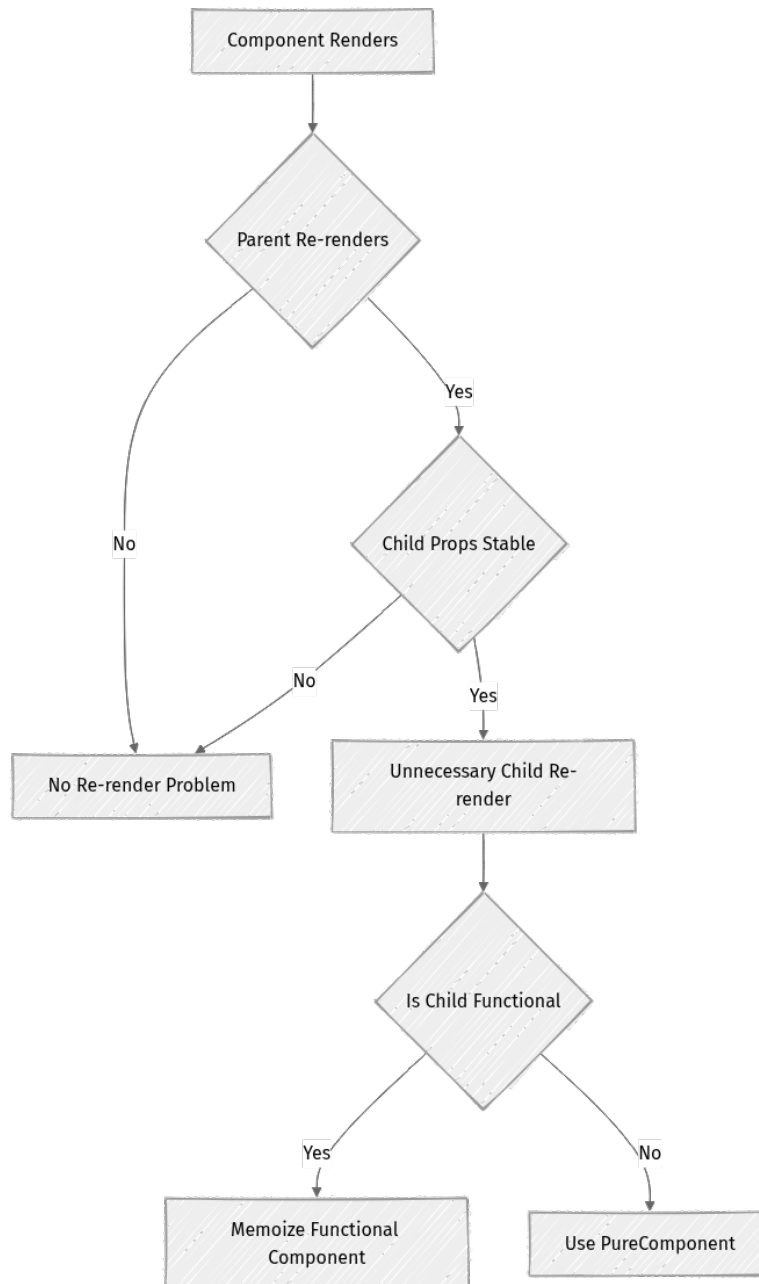 Component Renders
Parent Re-renders
Yes
Child Props Stable
No
No
Yes
No Re-render Problem
Unnecessary Child Re-
render
Is Child Functional
Yes
No
Memoize Functional
Component
Use PureComponent